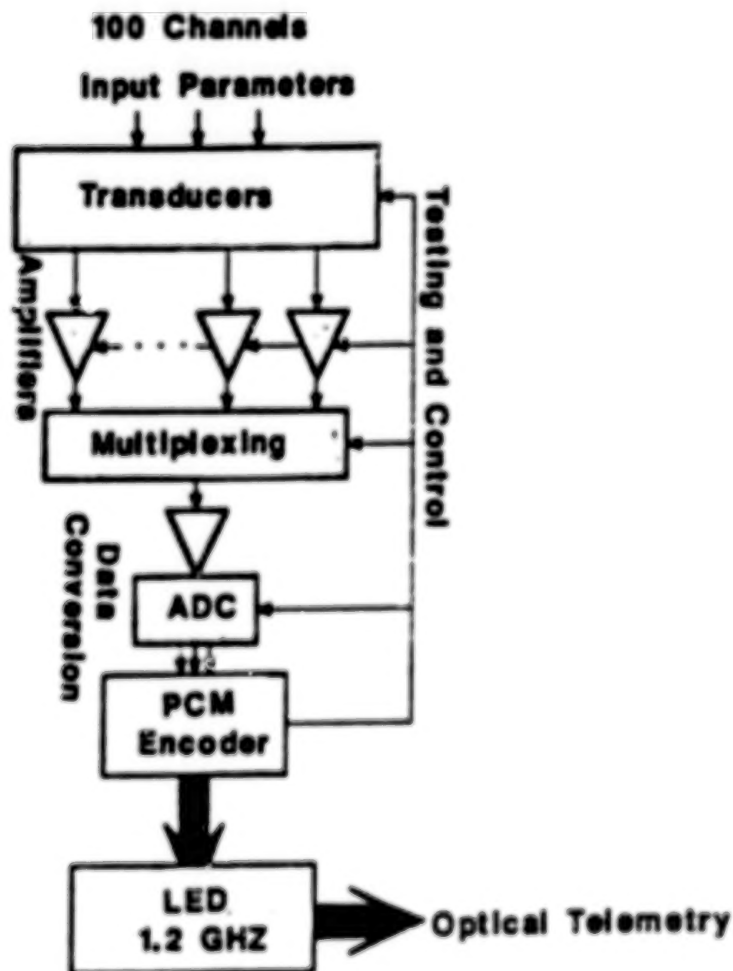 100 Channels
Input Parameters
Transducers
Testing and Control
Amplifiers
Multiplexing
Data
Conversion
ADC
PCM
Encoder
LED
1.2 GHZ
Optical Telemetry